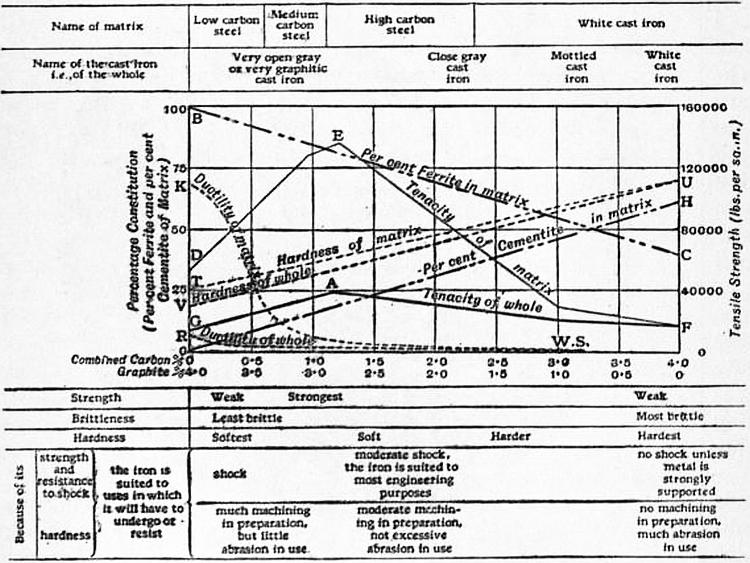 Name of matrix
Low carbon
steel
Medium
carbon
steel
High carbon
steel
White cast iron
Name of the cast iron
i.e., of the whole
Very open gray
or very graphitic
cast iron
Close gray
cast
iron
Mottled
cast
iron
White
cast
iron
Percentage Constitution
(Per cent Ferrite and per cent
Cementite of Matrix)
100
75
50
25
0
B
K
D
T
V
G
R
E
A
U
H
C
F
W.S.
Per cent Ferrite in matrix
Tenacity of matrix
Ductility of matrix
Hardness of matrix
Hardness of whole
Per cent Cementite in matrix
Tenacity of whole
Ductility of whole
160000
120000
80000
40000
0
Tensile Strength (lbs. per sq. in.)
Combined Carbon % 0 0.5 1.0 1.5 2.0 2.5 3.0 3.5 4.0
Graphite % 4.0 3.5 3.0 2.5 2.0 1.5 1.0 0.5 0
Strength Weak Strongest Weak
Brittleness Least brittle Most brittle
Hardness Softest Soft Harder Hardest
Because of its
strength
and
resistance
to shock
hardness
the iron is
suited to
uses in which
it will have to
undergo or
resist
shock
moderate shock,
the iron is suited to
most engineering
purposes
no shock unless
metal is
strongly
supported
much machining
in preparation,
but little
abrasion in use.
moderate machin-
ing in preparation,
not excessive
abrasion in use
no machining
in preparation,
much abrasion
in use